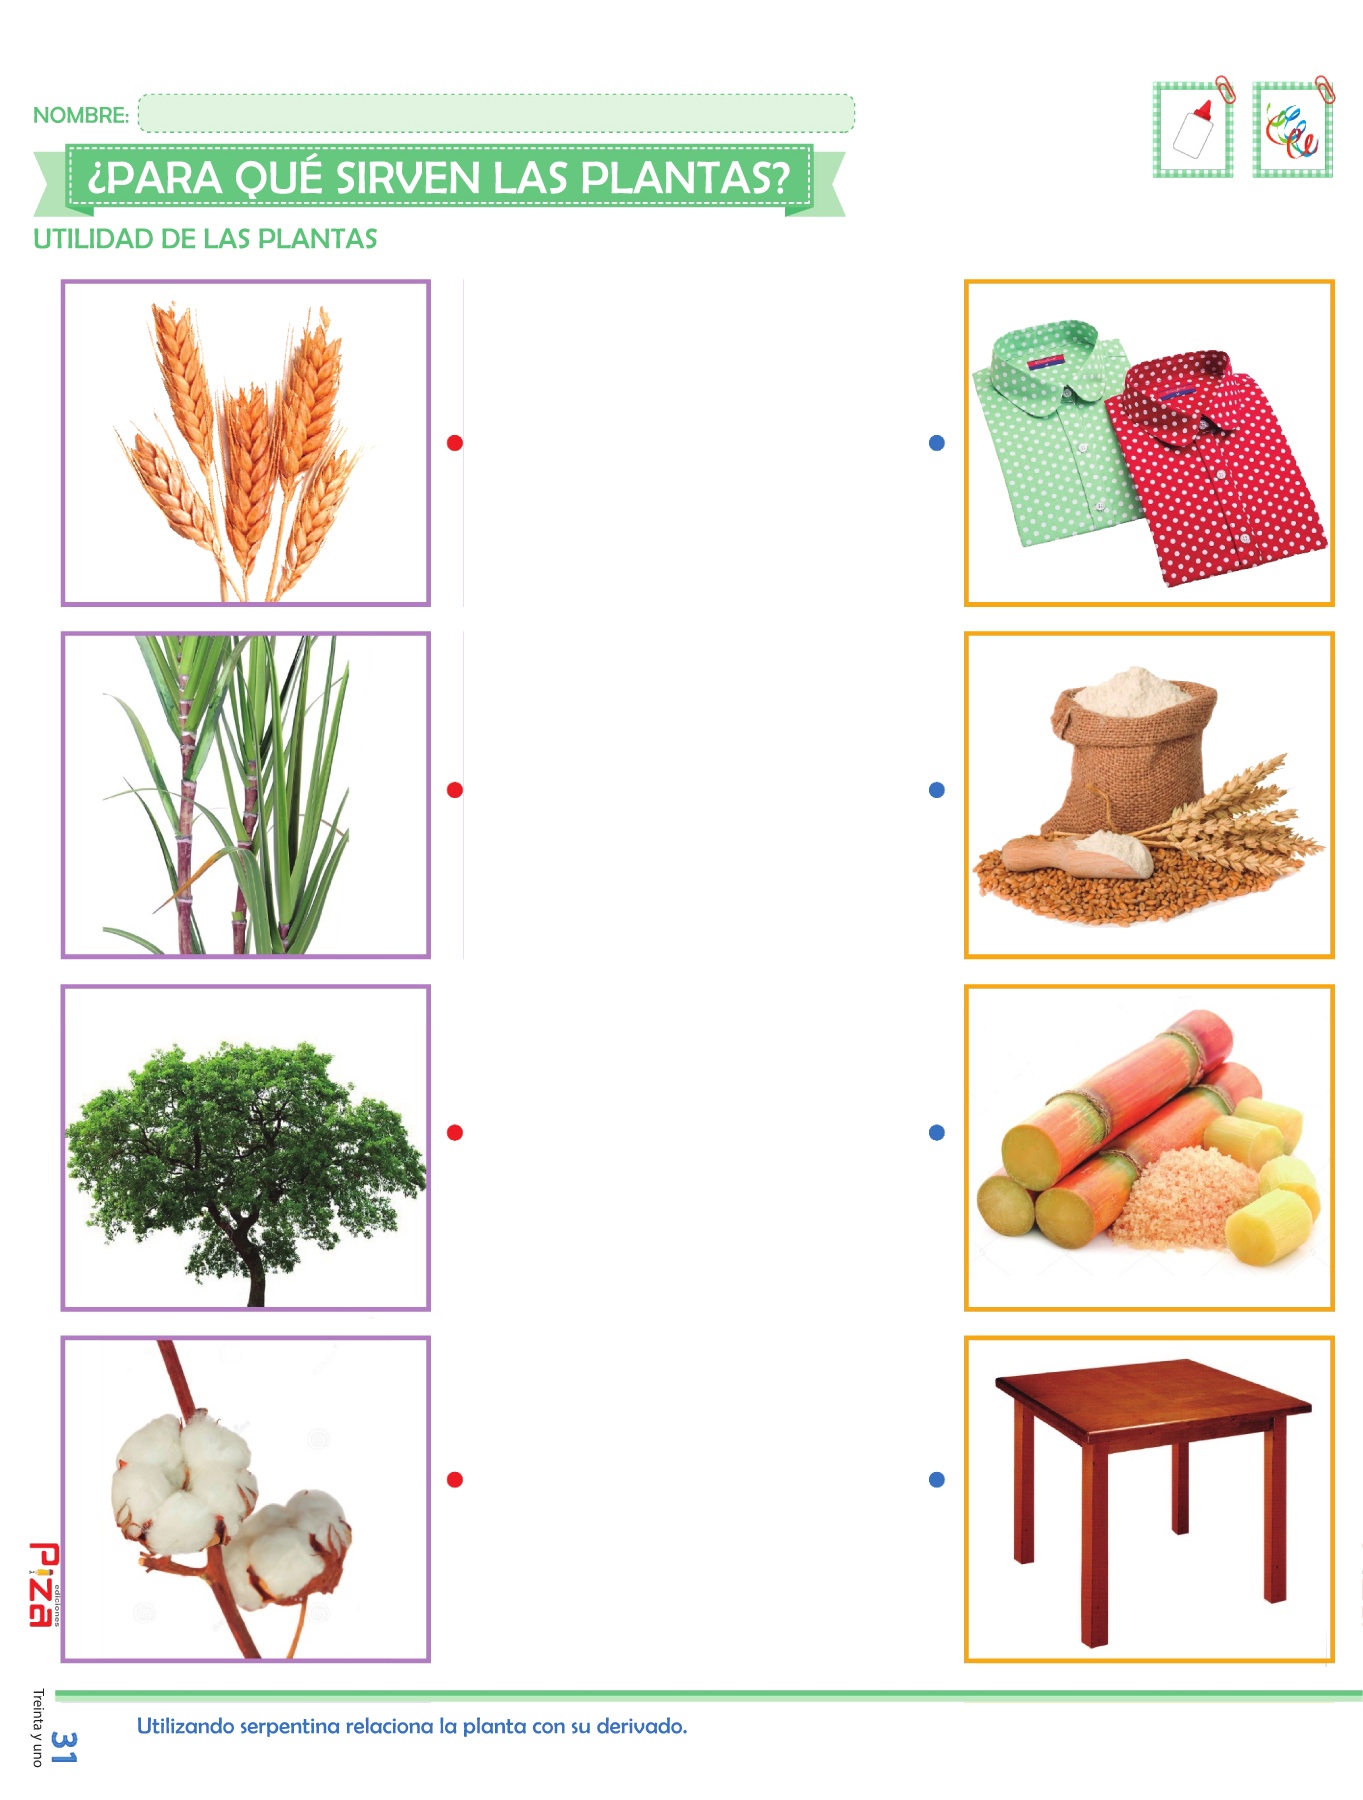 NOMBRE:
¿PARA QUÉ SIRVEN LAS PLANTAS?
UTILIDAD DE LAS PLANTAS
Piza
ediciones
Treinta y uno
31
Utilizando serpentina relaciona la planta con su derivado.